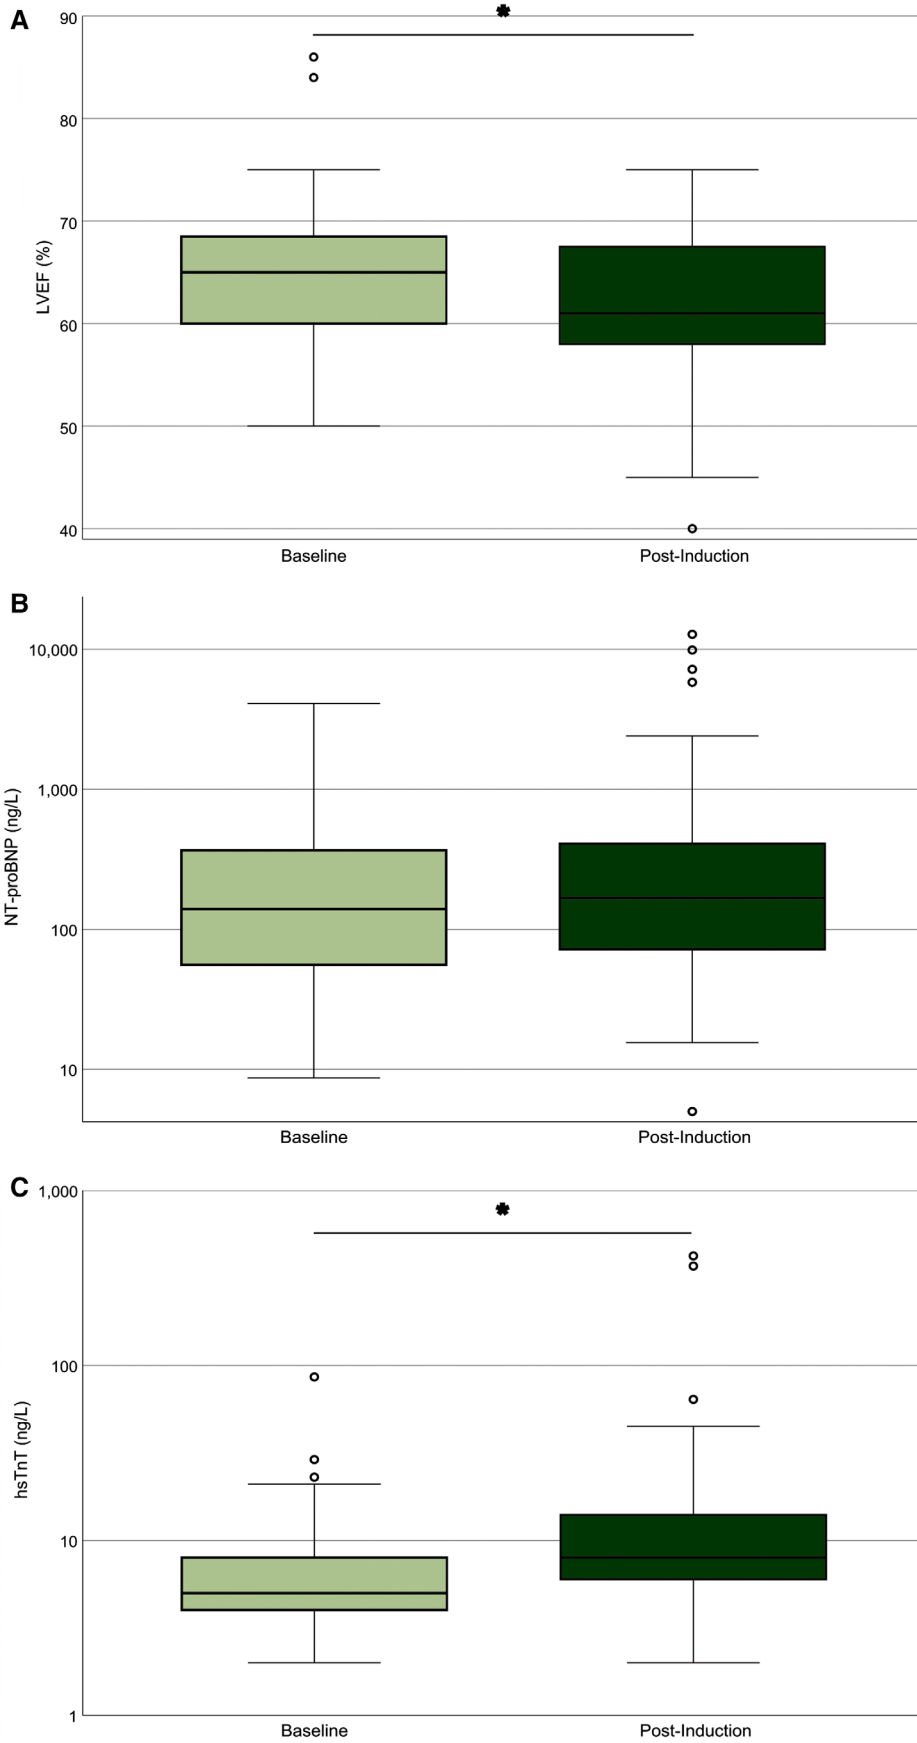 A
*
90
80
70
60
50
40
LVEF (%)
Baseline Post-Induction
B
10,000
1,000
100
10
NT-proBNP (ng/L)
Baseline Post-Induction
C
*
1,000
100
10
1
hsTnT (ng/L)
Baseline Post-Induction